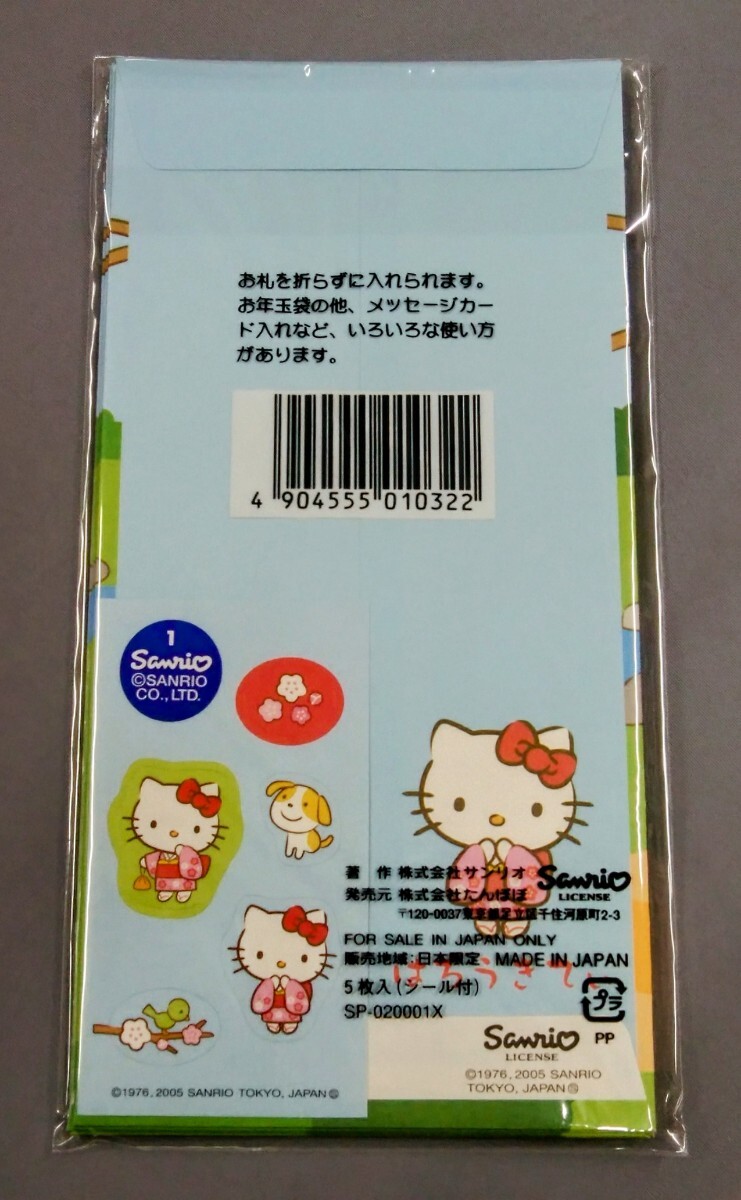 お札を折らずに入れられます。
お年玉袋の他、メッセージカー
ド入れなど、いろいろな使い方
があります。
4 904555 010322
1
Sanrio
©SANRIO
CO., LTD.
著 作 株式会社サンリオ
発売元 株式会社たんぽぽ
Sanrio
LICENSE
〒120-0037東京都足立区千住河原町2-3
FOR SALE IN JAPAN ONLY
販売地域:日本限定 MADE IN JAPAN
はろうきてぃ
5枚入(シール付)
SP-020001X
プラ
PP
Sanrio
LICENSE
©1976, 2005 SANRIO
TOKYO, JAPAN
©1976, 2005 SANRIO TOKYO, JAPAN